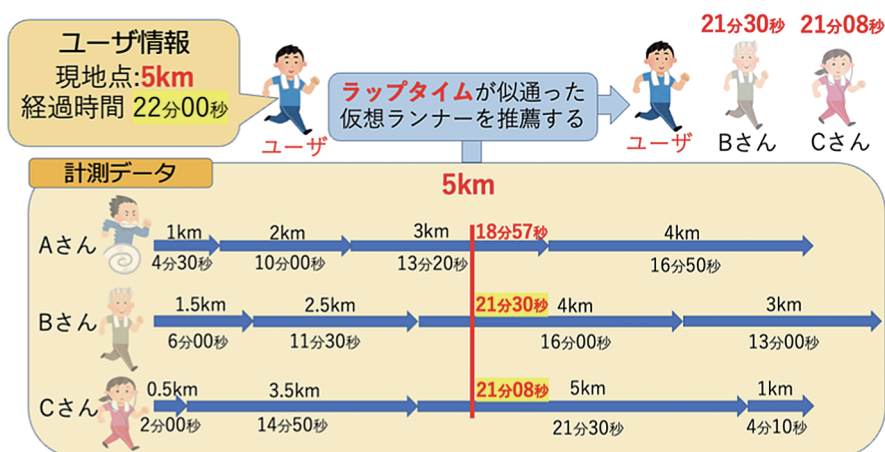 ユーザ情報
現地点:5km
経過時間 22分00秒
ユーザ
ラップタイムが似通った
仮想ランナーを推薦する
21分30秒 21分08秒
ユーザ Bさん Cさん
計測データ
5km
Aさん
1km 2km 3km 18分57秒 4km
4分30秒 10分00秒 13分20秒 16分50秒
Bさん
1.5km 2.5km 21分30秒 4km 3km
6分00秒 11分30秒 16分00秒 13分00秒
Cさん
0.5km 3.5km 21分08秒 5km 1km
2分00秒 14分50秒 21分30秒 4分10秒